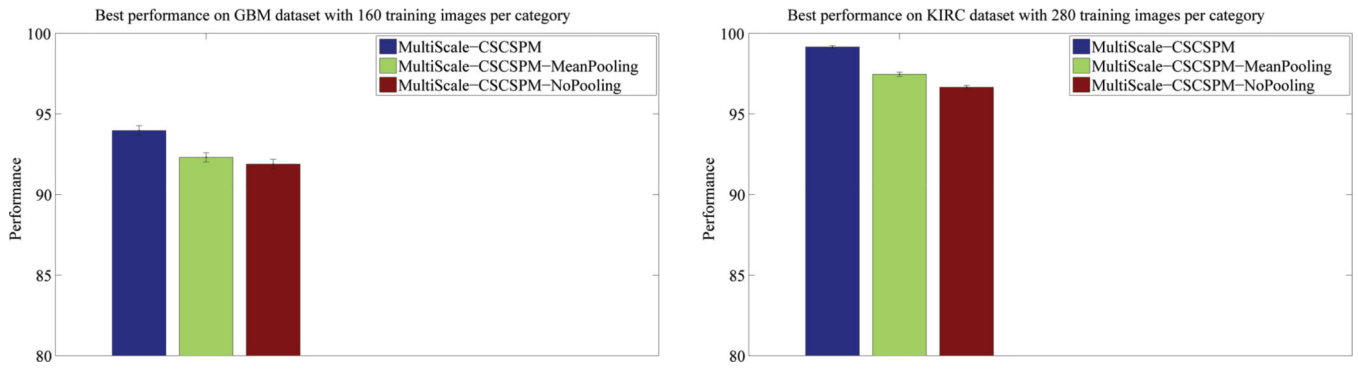 Best performance on GBM dataset with 160 training images per category
100
95
90
85
80
Performance
MultiScale−CSCSPM
MultiScale−CSCSPM−MeanPooling
MultiScale−CSCSPM−NoPooling
Best performance on KIRC dataset with 280 training images per category
100
95
90
85
80
Performance
MultiScale−CSCSPM
MultiScale−CSCSPM−MeanPooling
MultiScale−CSCSPM−NoPooling